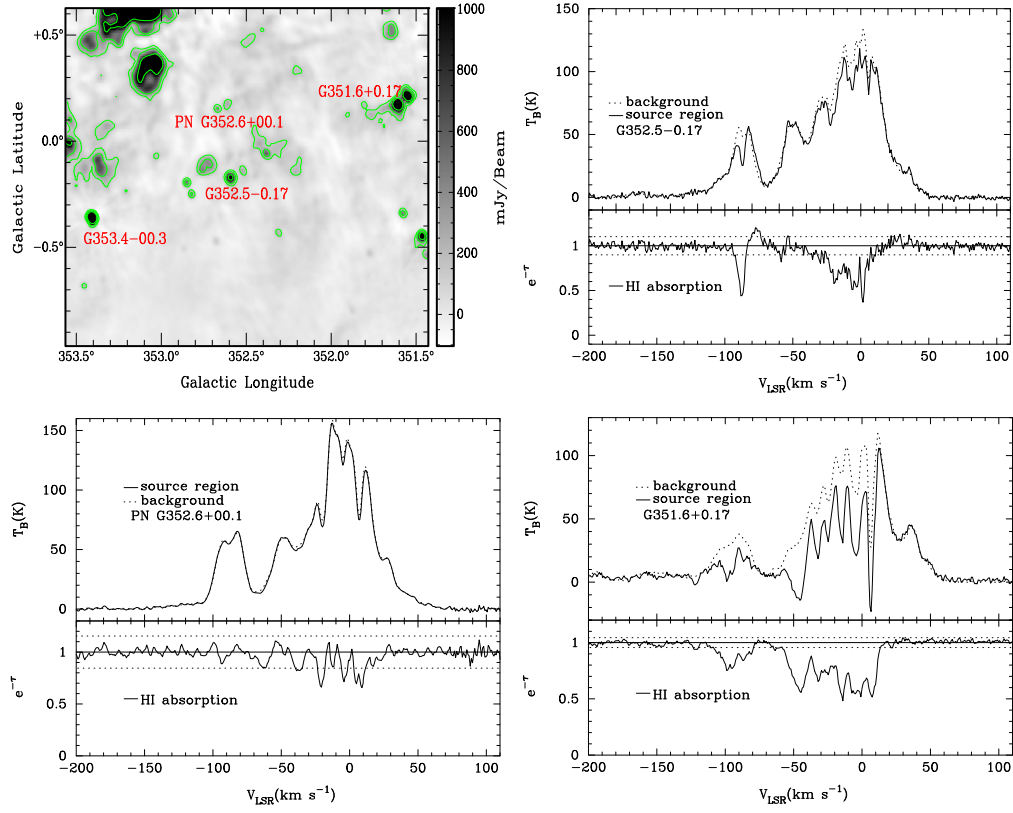 1000
+0.5°
800
G351.6+0.17
600
PN G352.6+00.1
0.0°
400
G352.5−0.17
200
G353.4−00.3
−0.5°
0
Galactic Latitude
mJy/Beam
353.5° 353.0° 352.5° 352.0° 351.5°
Galactic Longitude
150
100
50
0
T_B(K)
background
source region
G352.5−0.17
1
0.5
0
e^−τ
HI absorption
−200 −150 −100 −50 0 50 100
V_LSR(km s^−1)
150
100
50
0
T_B(K)
source region
background
PN G352.6+00.1
1
0.5
0
e^−τ
HI absorption
−200 −150 −100 −50 0 50 100
V_LSR(km s^−1)
100
50
0
T_B(K)
background
source region
G351.6+0.17
1
0.5
0
e^−τ
HI absorption
−200 −150 −100 −50 0 50 100
V_LSR(km s^−1)